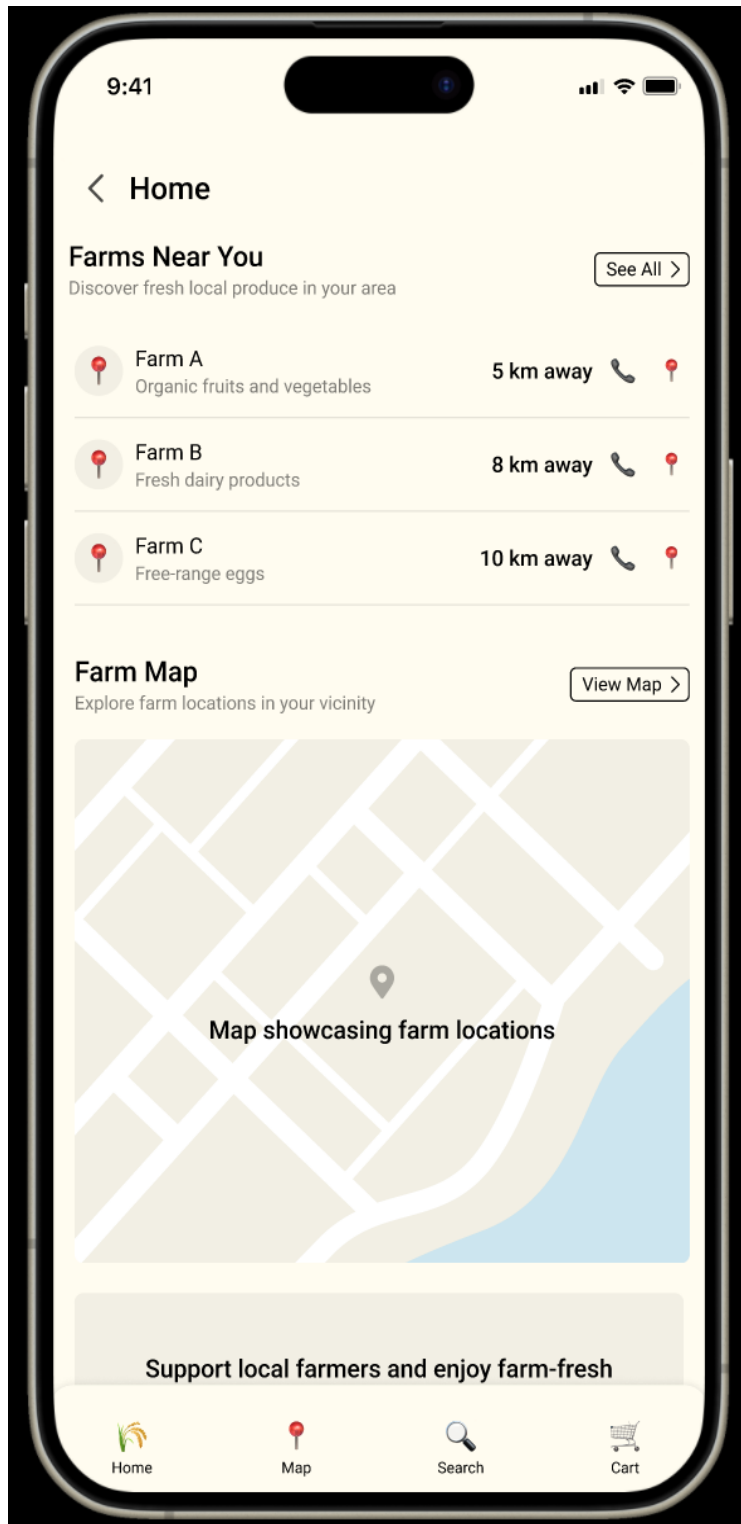 9:41
Home
Farms Near You
See All
Discover fresh local produce in your area
Farm A
Organic fruits and vegetables
5 km away
Farm B
Fresh dairy products
8 km away
Farm C
Free-range eggs
10 km away
Farm Map
View Map
Explore farm locations in your vicinity
Map showcasing farm locations
Support local farmers and enjoy farm-fresh
Home
Map
Search
Cart